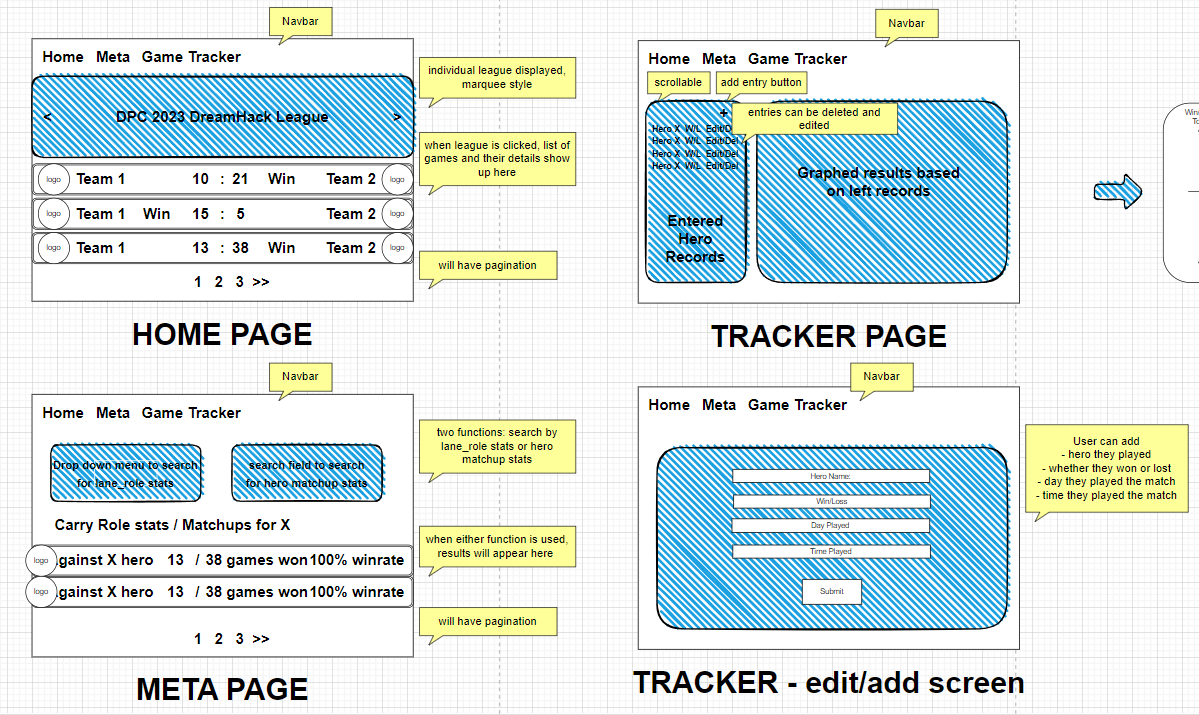 Navbar
Home Meta Game Tracker
individual league displayed,
marquee style
< DPC 2023 DreamHack League >
when league is clicked, list of
games and their details show
up here
logo Team 1 10 : 21 Win Team 2 logo
logo Team 1 Win 15 : 5 Team 2 logo
logo Team 1 13 : 38 Win Team 2 logo
will have pagination
1 2 3 >>
HOME PAGE
Navbar
Home Meta Game Tracker
scrollable
add entry button
+
entries can be deleted and
edited
Hero X W/L Edit/D
Hero X W/L Edit/Del
Hero X W/L Edit/Del
Hero X W/L Edit/Del
Entered
Hero
Records
Graphed results based
on left records
TRACKER PAGE
Navbar
Home Meta Game Tracker
two functions: search by
lane_role stats or hero
matchup stats
Drop down menu to search
for lane_role stats
search field to search
for hero matchup stats
Carry Role stats / Matchups for X
when either function is used,
results will appear here
logo gainst X hero 13 / 38 games won 100% winrate
logo gainst X hero 13 / 38 games won 100% winrate
will have pagination
1 2 3 >>
META PAGE
Navbar
Home Meta Game Tracker
Hero Name:
Win/Loss
Day Played
Time Played
Submit
User can add
- hero they played
- whether they won or lost
- day they played the match
- time they played the match
TRACKER - edit/add screen